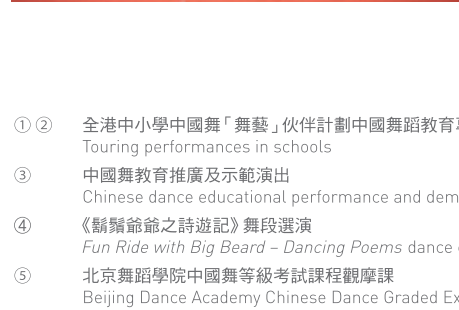 ① ② 全港中小學中國舞「舞藝」伙伴計劃中國舞蹈教育
Touring performances in schools
③ 中國舞教育推廣及示範演出
Chinese dance educational performance and dem
④ 《鬍鬚爺爺之詩遊記》舞段選演
Fun Ride with Big Beard – Dancing Poems dance
⑤ 北京舞蹈學院中國舞等級考試課程觀摩課
Beijing Dance Academy Chinese Dance Graded Ex